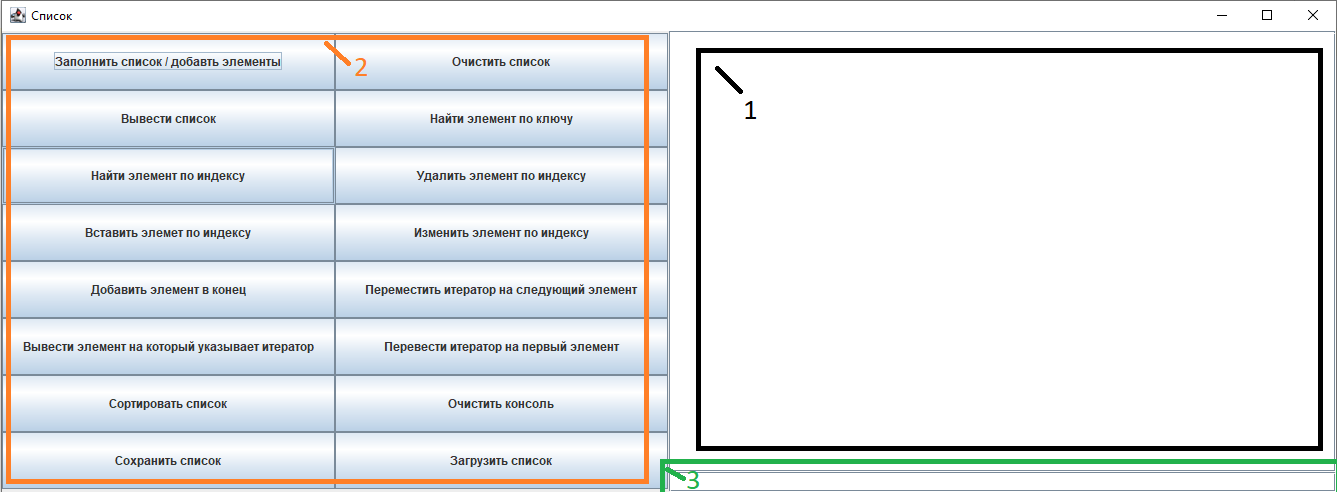 Список
Заполнить список / добавть элементы
Очистить список
2
1
Вывести список
Найти элемент по ключу
Найти элемент по индексу
Удалить элемент по индексу
Вставить элемет по индексу
Изменить элемент по индексу
Добавить элемент в конец
Переместить итератор на следующий элемент
Вывести элемент на который указывает итератор
Перевести итератор на первый элемент
Сортировать список
Очистить консоль
Сохранить список
Загрузить список
3